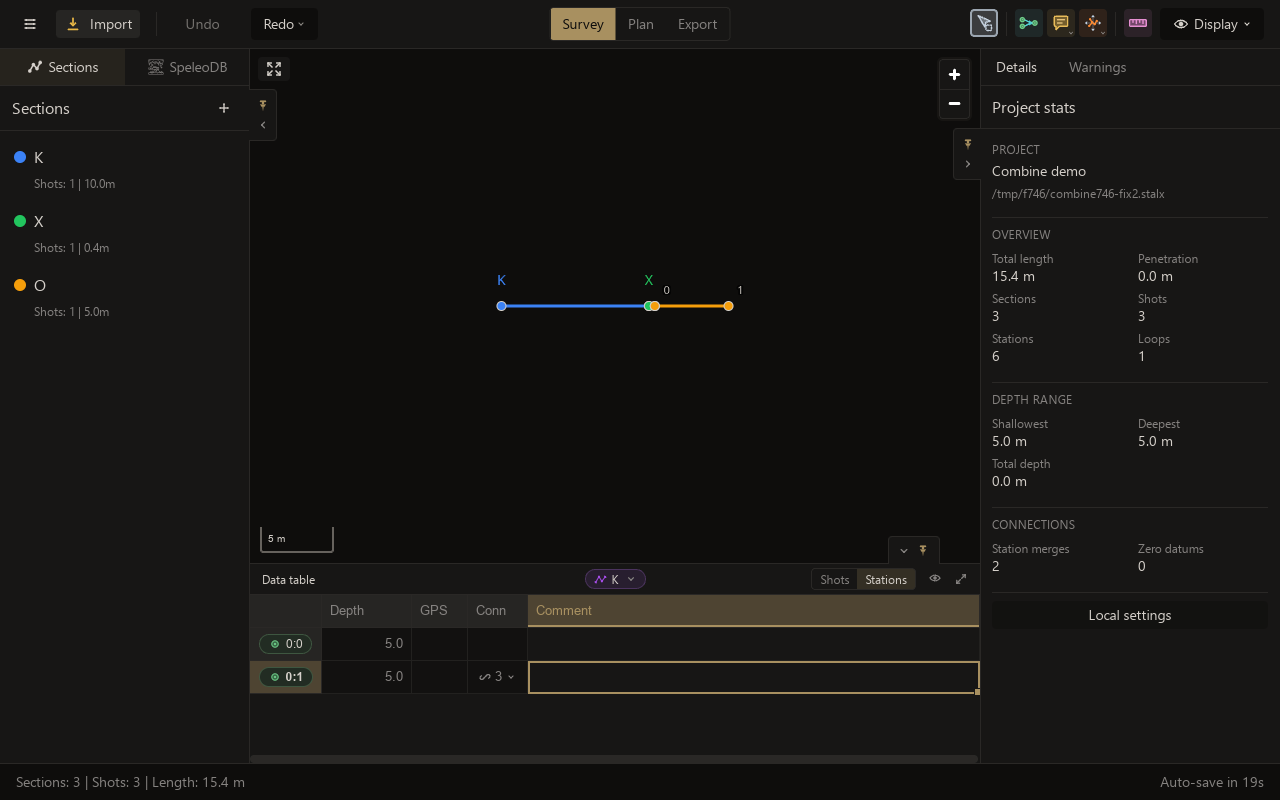 Import
Undo
Redo
Survey
Plan
Export
Display
Sections
SpeleoDB
Details
Warnings
Sections
Project stats
K
Shots: 1 | 10.0m
X
Shots: 1 | 0.4m
O
Shots: 1 | 5.0m
K
X
0
1
5 m
PROJECT
Combine demo
/tmp/f746/combine746-fix2.stalx
OVERVIEW
Total length
Penetration
15.4 m
0.0 m
Sections
Shots
3
3
Stations
Loops
6
1
DEPTH RANGE
Shallowest
Deepest
5.0 m
5.0 m
Total depth
0.0 m
CONNECTIONS
Station merges
Zero datums
2
0
Local settings
Data table
K
Shots
Stations
Depth
GPS
Conn
Comment
0:0
5.0
0:1
5.0
3
Sections: 3 | Shots: 3 | Length: 15.4 m
Auto-save in 19s